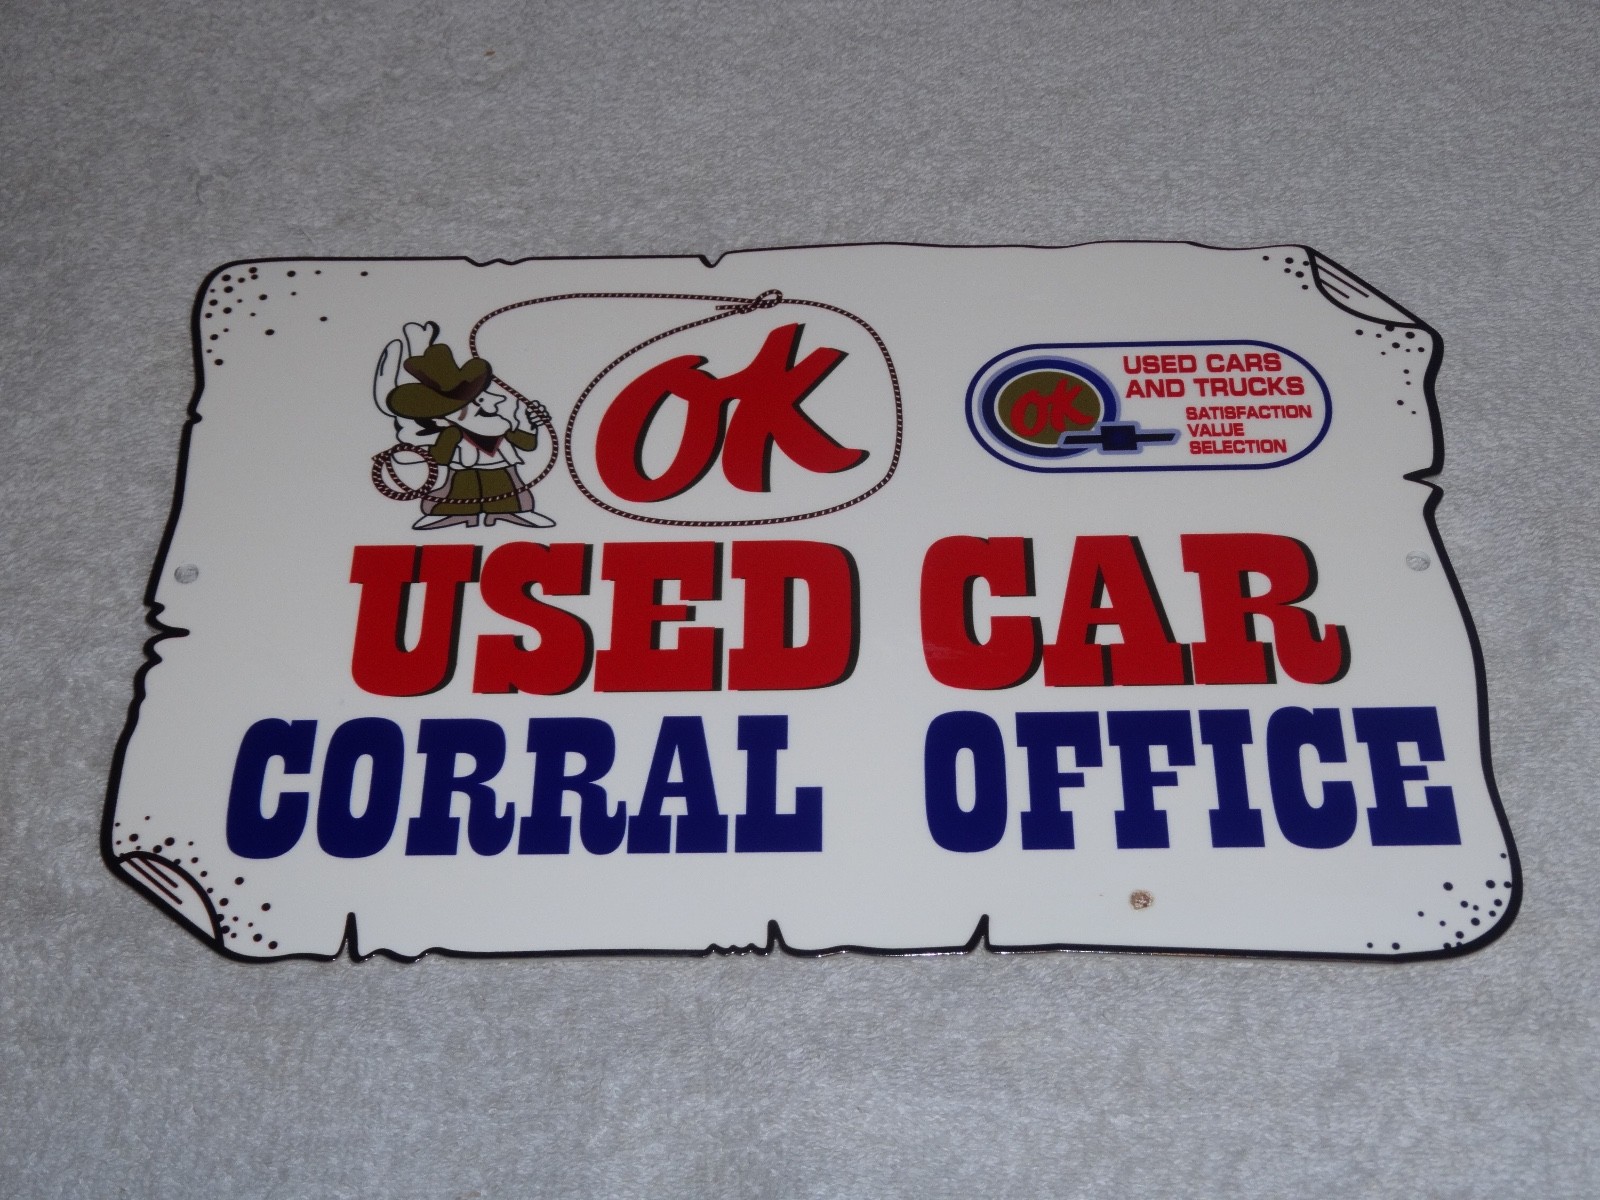 OK
OK
USED CARS
AND TRUCKS
SATISFACTION
VALUE
SELECTION
USED CAR
CORRAL OFFICE